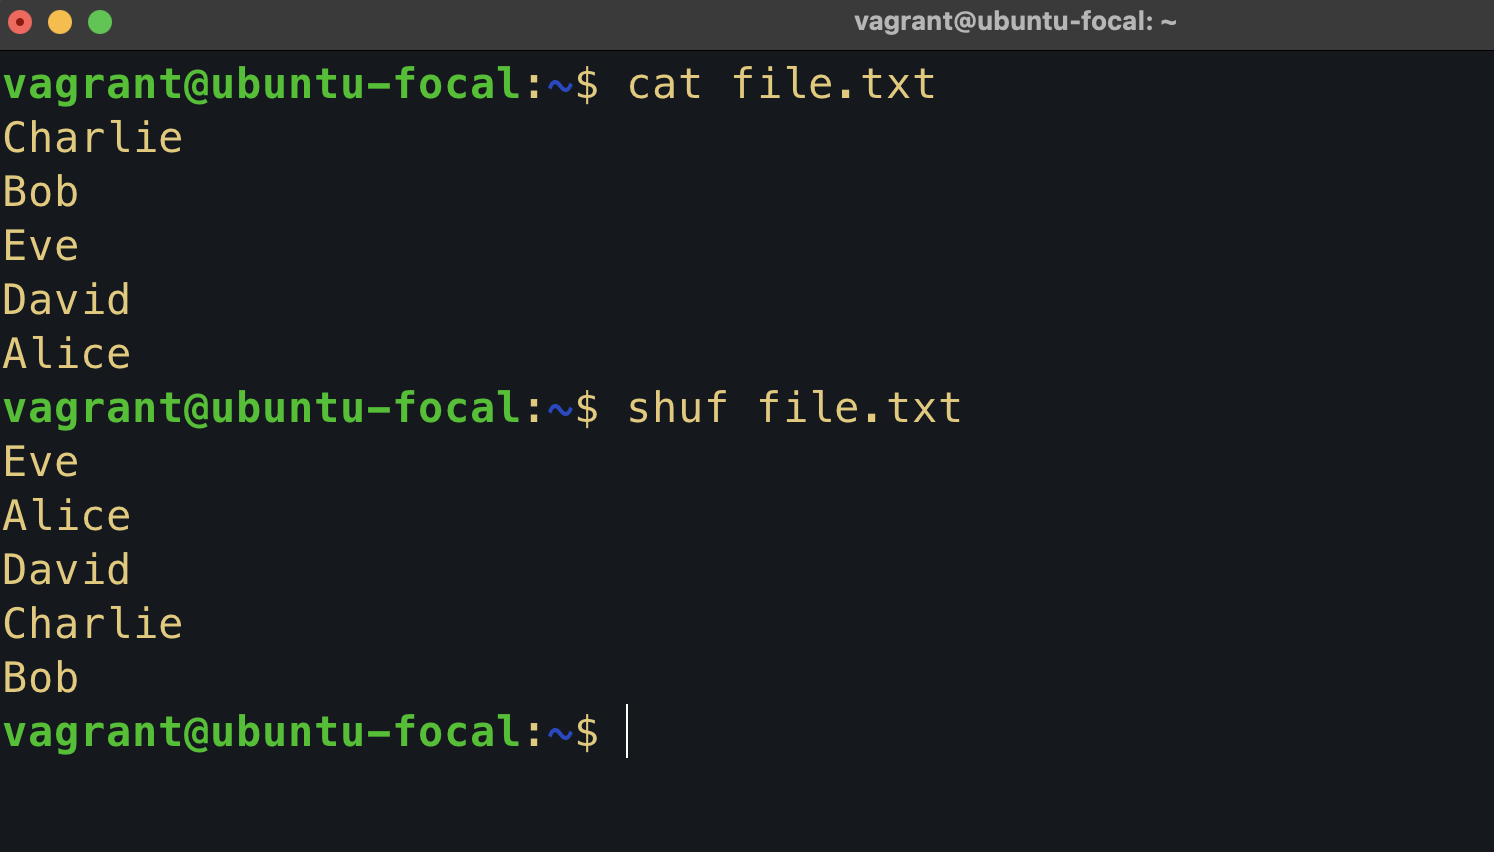 vagrant@ubuntu-focal: ~
vagrant@ubuntu-focal:~$ cat file.txt
Charlie
Bob
Eve
David
Alice
vagrant@ubuntu-focal:~$ shuf file.txt
Eve
Alice
David
Charlie
Bob
vagrant@ubuntu-focal:~$